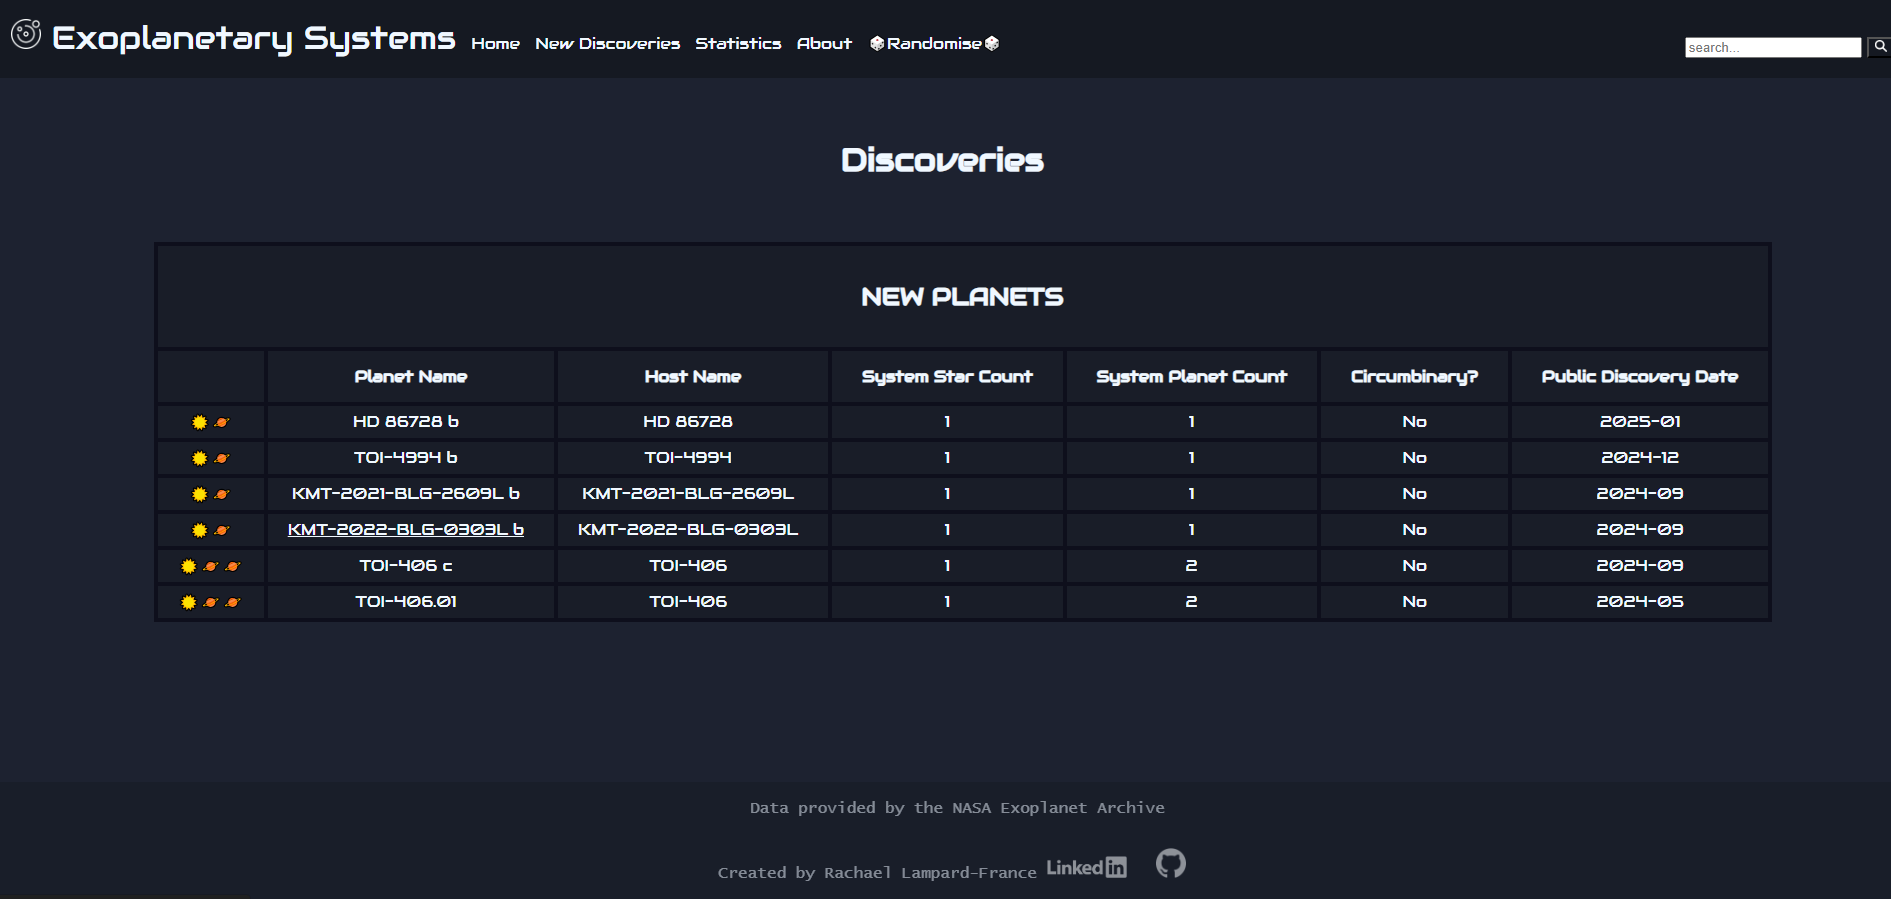 Exoplanetary Systems Home New Discoveries Statistics About Randomise search...
Discoveries
NEW PLANETS
Planet Name Host Name System Star Count System Planet Count Circumbinary? Public Discovery Date
HD 86728 b HD 86728 1 1 No 2025-01
TOI-4994 b TOI-4994 1 1 No 2024-12
KMT-2021-BLG-2609L b KMT-2021-BLG-2609L 1 1 No 2024-09
KMT-2022-BLG-0303L b KMT-2022-BLG-0303L 1 1 No 2024-09
TOI-406 c TOI-406 1 2 No 2024-09
TOI-406.01 TOI-406 1 2 No 2024-05
Data provided by the NASA Exoplanet Archive
Created by Rachael Lampard-France LinkedIn